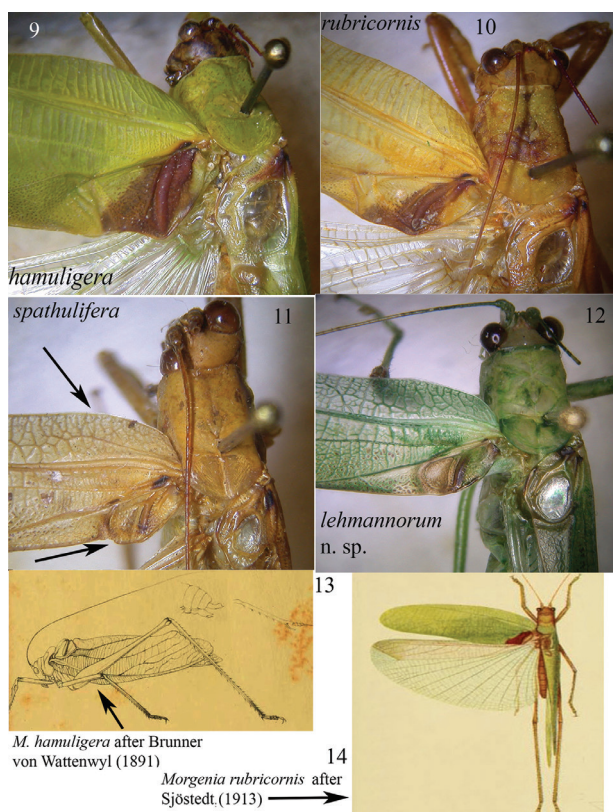 9
hamuligera
rubricornis
10
spathulifera
11
12
lehmannorum
n. sp.
13
M. hamuligera after Brunner
von Wattenwyl (1891)
14
Morgenia rubricornis after
Sjöstedt (1913)